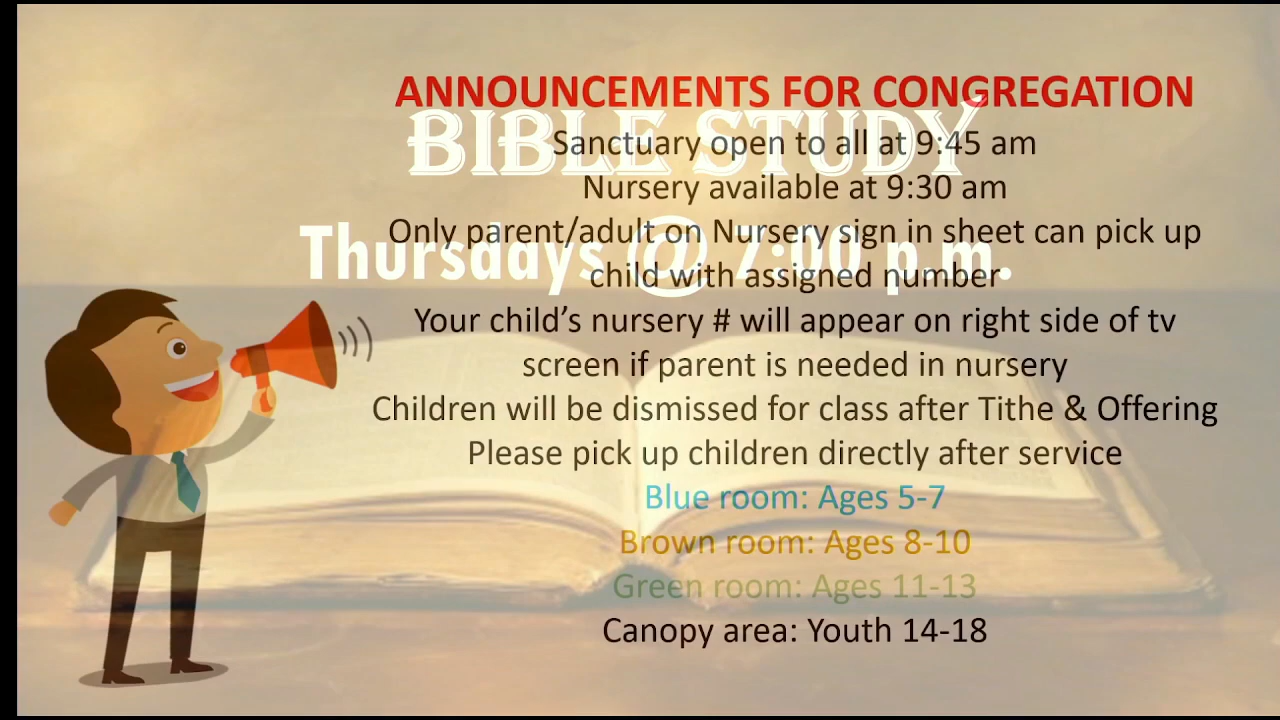 ANNOUNCEMENTS FOR CONGREGATION
BIBLE STUDY
Sanctuary open to all at 9:45 am
Nursery available at 9:30 am
Only parent/adult on Nursery sign in sheet can pick up
Thursdays @ 7:00 p.m.
child with assigned number
Your child’s nursery # will appear on right side of tv
screen if parent is needed in nursery
Children will be dismissed for class after Tithe & Offering
Please pick up children directly after service
Blue room: Ages 5-7
Brown room: Ages 8-10
Green room: Ages 11-13
Canopy area: Youth 14-18